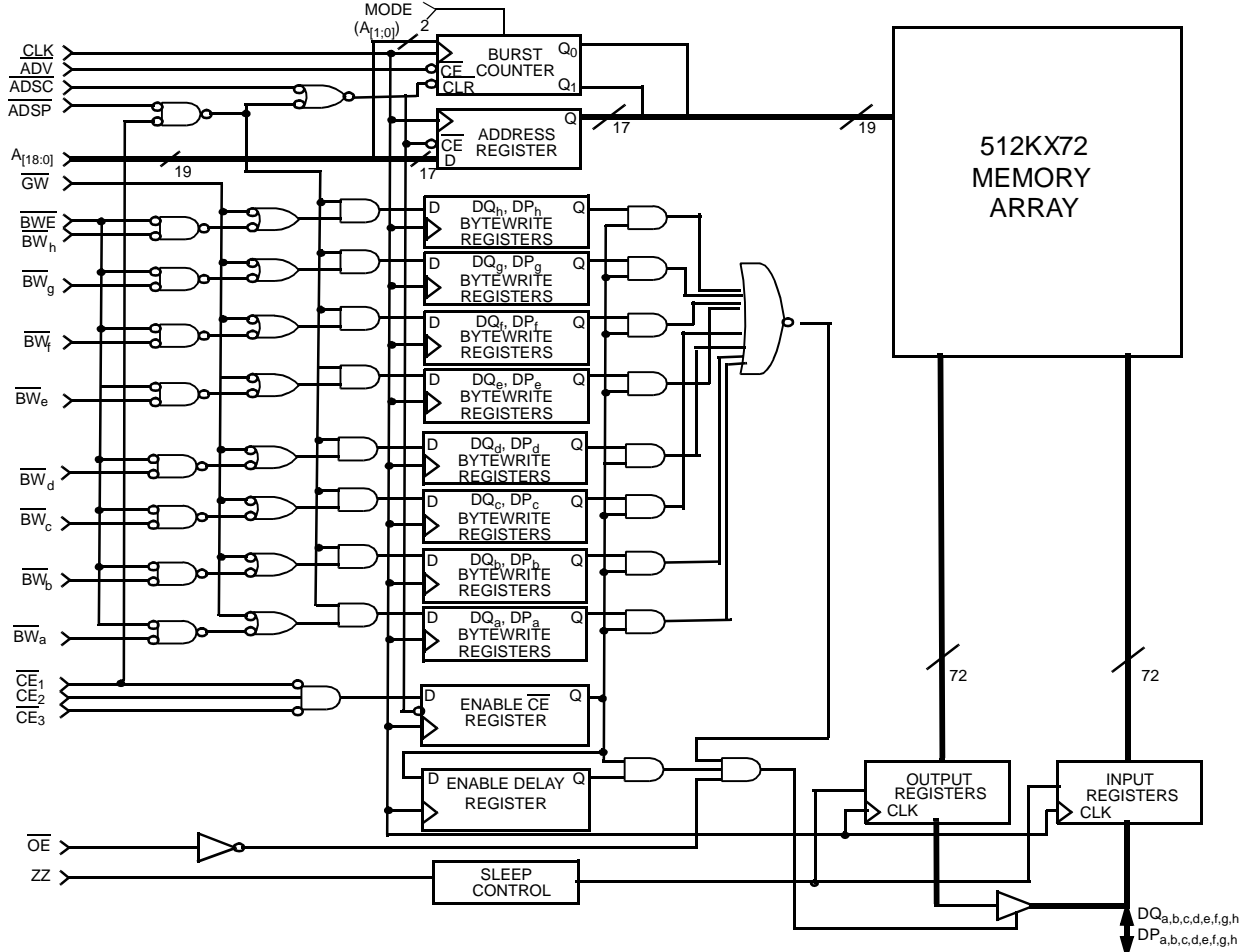 MODE
(A[1;0]) 2
CLK
ADV
ADSC
ADSP
A[18:0]
19
GW
BWE
BWh
BWg
BWf
BWe
BWd
BWc
BWb
BWa
CE1
CE2
CE3
OE
ZZ
BURST
COUNTER
CE
CLR
Q0
Q1
ADDRESS
REGISTER
CE
D
Q
17
17
19
D DQh, DPh Q
BYTEWRITE
REGISTERS
D DQg, DPg Q
BYTEWRITE
REGISTERS
D DQf, DPf Q
BYTEWRITE
REGISTERS
D DQe, DPe Q
BYTEWRITE
REGISTERS
D DQd, DPd Q
BYTEWRITE
REGISTERS
D DQc, DPc Q
BYTEWRITE
REGISTERS
D DQb, DPb Q
BYTEWRITE
REGISTERS
D DQa, DPa Q
BYTEWRITE
REGISTERS
D ENABLE CE Q
REGISTER
D ENABLE DELAY Q
REGISTER
SLEEP
CONTROL
512KX72
MEMORY
ARRAY
72
72
OUTPUT
REGISTERS
CLK
INPUT
REGISTERS
CLK
DQa,b,c,d,e,f,g,h
DPa,b,c,d,e,f,g,h